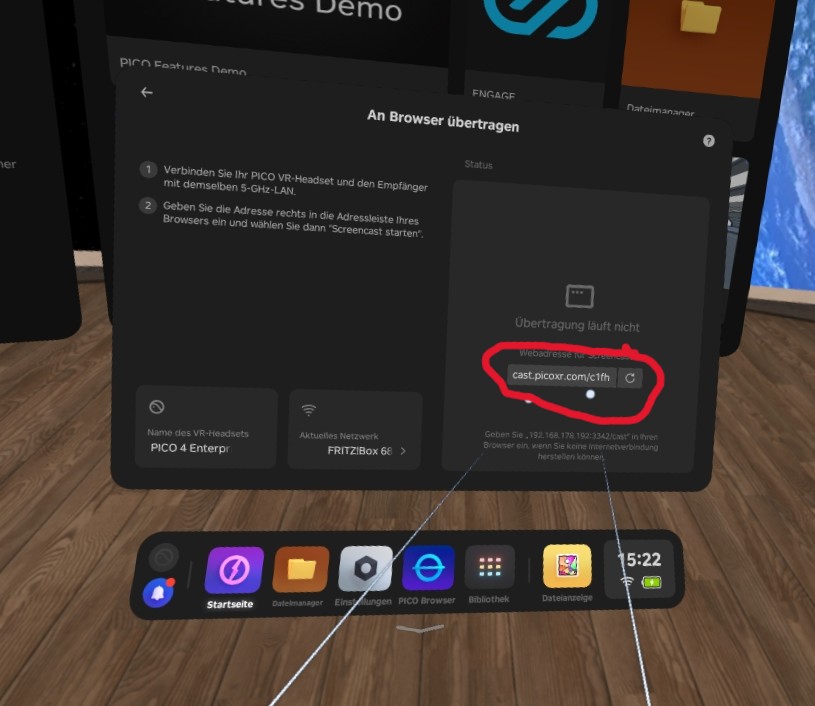 atures Demo
PICO Features Demo
ENGAGE
Dateimanager
An Browser übertragen
?
Status
1 Verbinden Sie Ihr PICO VR-Headset und den Empfänger
mit demselben 5-GHz-LAN.
2 Geben Sie die Adresse rechts in die Adressleiste Ihres
Browsers ein und wählen Sie dann "Screencast starten".
Übertragung läuft nicht
Webadresse für Screencast
cast.picoxr.com/c1fh
Geben Sie „192.168.178.192:3342/cast" in Ihren
Browser ein, wenn Sie keine Internetverbindung
herstellen können.
Name des VR-Headsets
PICO 4 Enterpr
Aktuelles Netzwerk
FRITZ!Box 68
15:22
Startseite
Dateimanager
Einstellungen
PICO Browser
Bibliothek
Dateianzeige